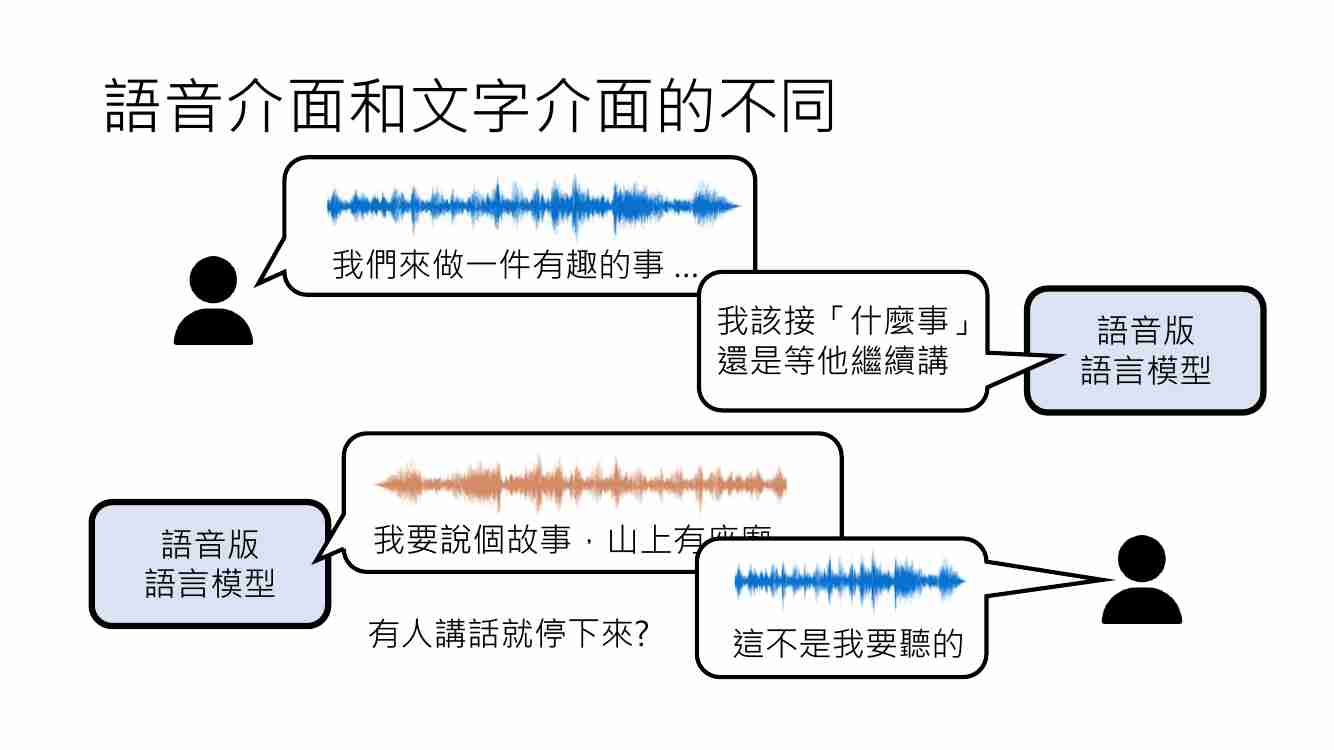 語音介面和文字介面的不同
我們來做一件有趣的事 ...
我該接「什麼事」
還是等他繼續講
語音版
語言模型
我要說個故事，山上有座廟
語音版
語言模型
有人講話就停下來?
這不是我要聽的